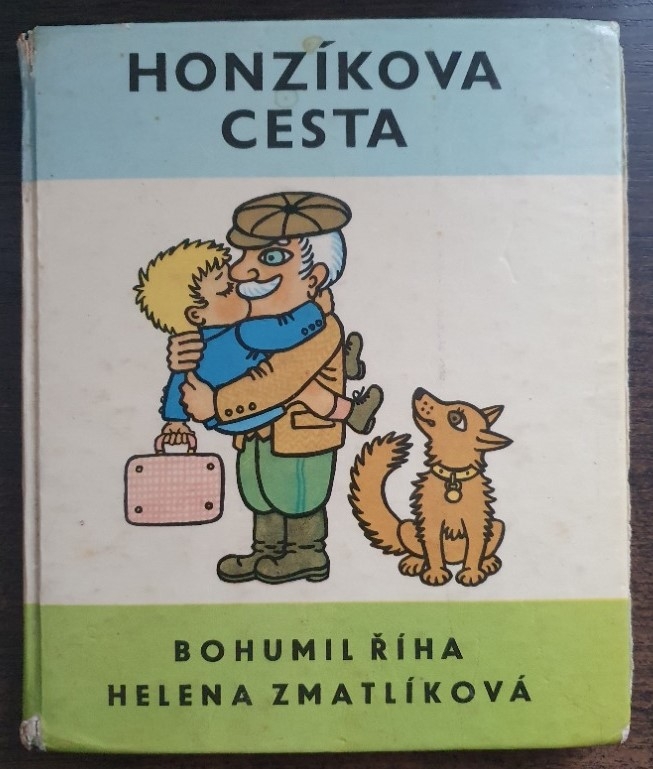 HONZÍKOVA
CESTA
BOHUMIL ŘÍHA
HELENA ZMATLÍKOVÁ